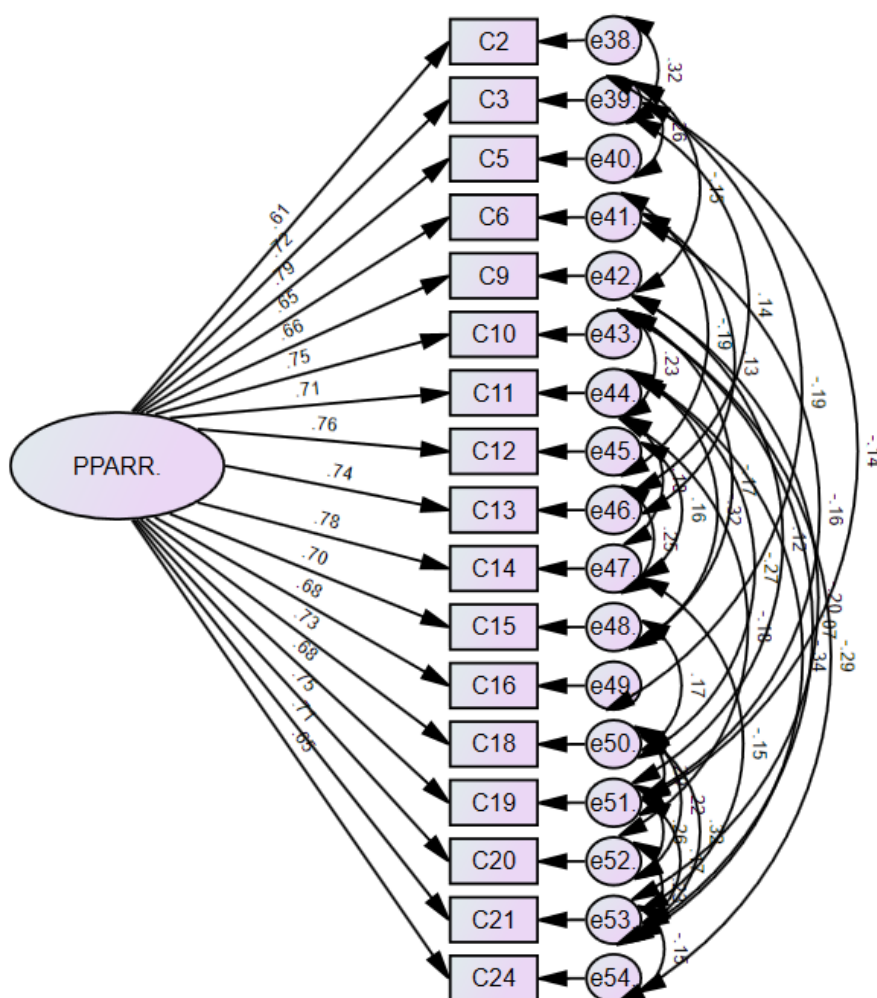 C2
e38.
.32
C3
e39.
.26
C5
e40.
-.15
.61
C6
e41.
.72
.79
C9
e42.
.65
.14
.66
C10
e43.
-.19
.13
.75
.23
-.19
C11
e44.
.71
-.14
.76
C12
e45.
PPARR.
.74
-.17
C13
e46.
.16
.32
.12
-.16
.78
C14
e47.
.25
-.27
.70
-.20
.07
C15
e48.
-.18
-.34
-.29
.68
.73
C16
e49.
.17
.68
C18
e50.
-.15
.75
C19
e51.
.22
.71
.26
.32
.65
C20
e52.
C21
e53.
-.15
C24
e54.